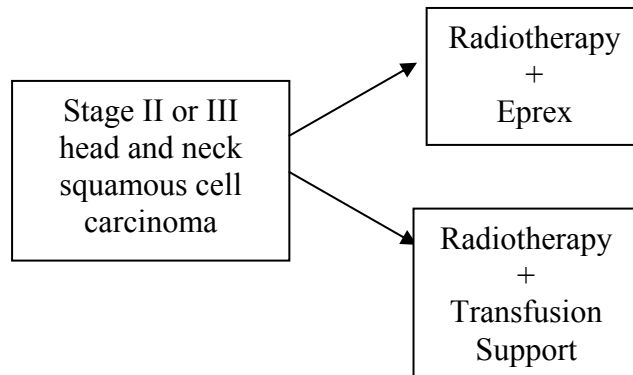 Stage II or III
head and neck
squamous cell
carcinoma
Radiotherapy
+
Eprex
Radiotherapy
+
Transfusion
Support